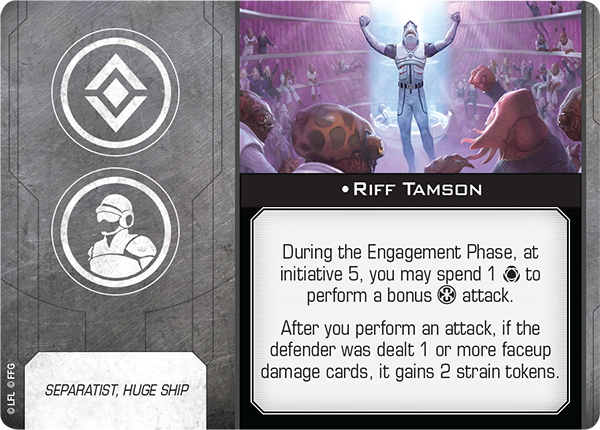 • RIFF TAMSON
During the Engagement Phase, at
initiative 5, you may spend 1 to
perform a bonus attack.
After you perform an attack, if the
defender was dealt 1 or more faceup
damage cards, it gains 2 strain tokens.
SEPARATIST, HUGE SHIP
© LFL © FFG